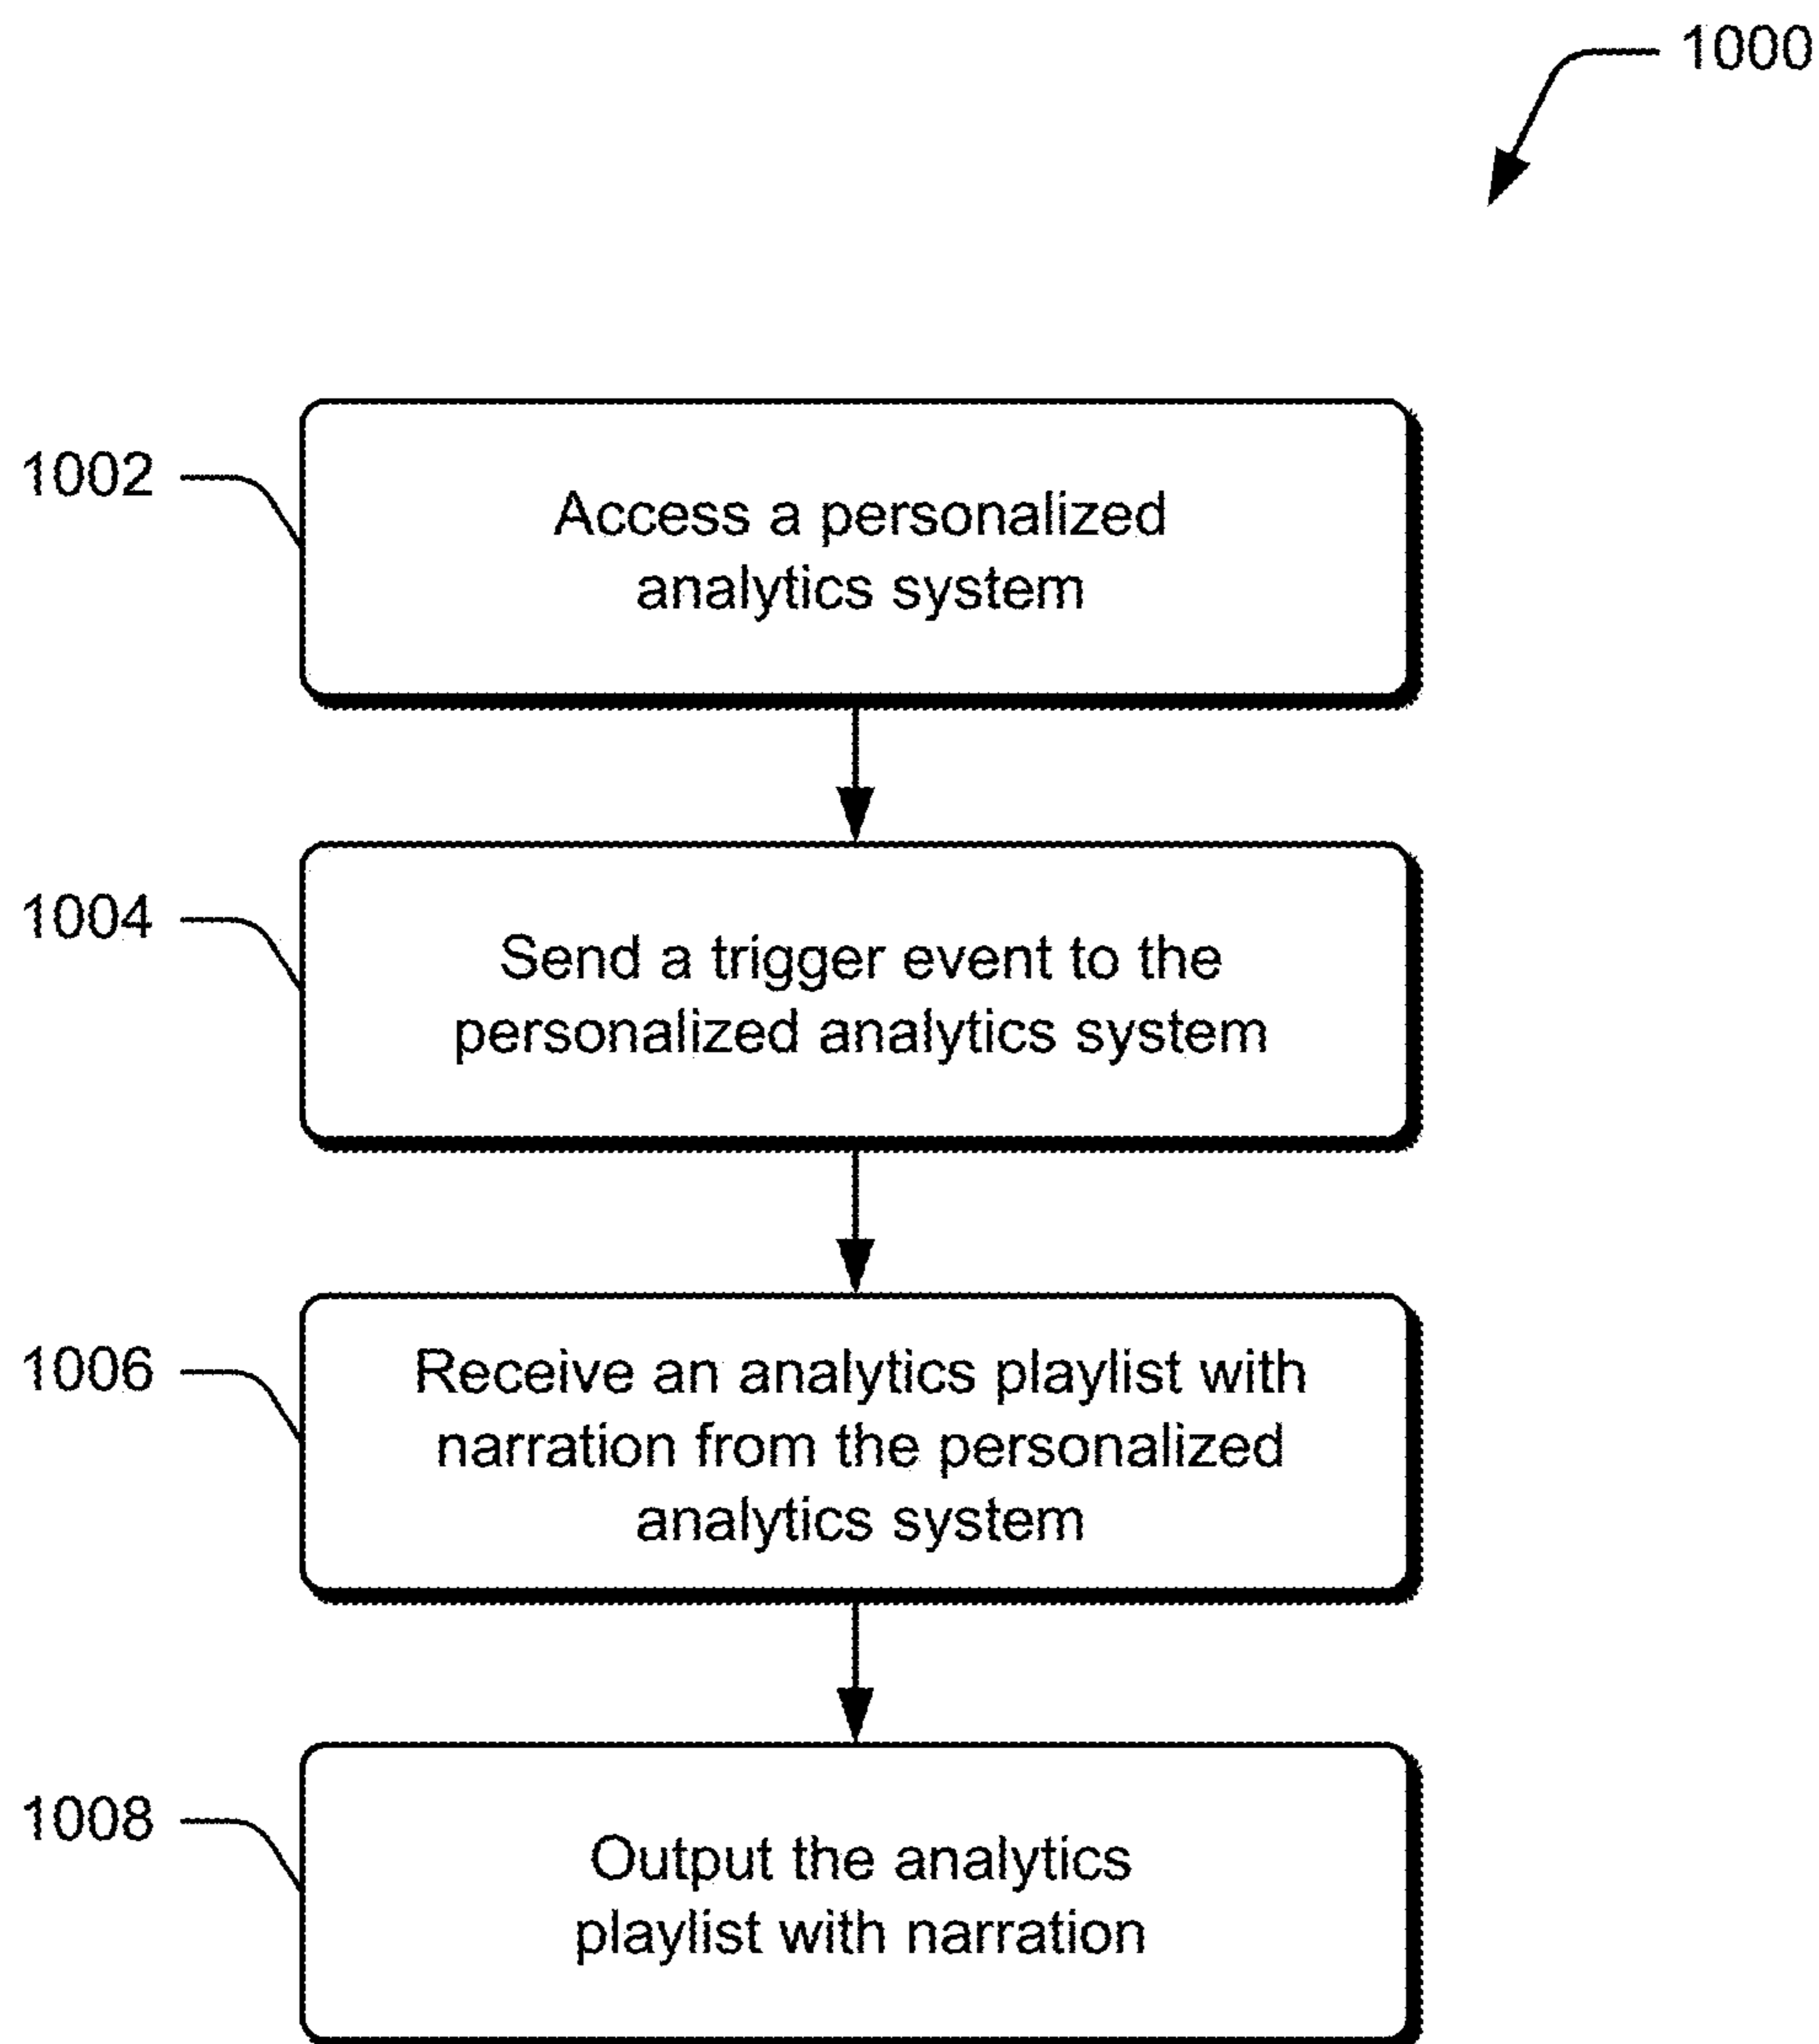 1000
1002
Access a personalized
analytics system
1004
Send a trigger event to the
personalized analytics system
1006
Receive an analytics playlist with
narration from the personalized
analytics system
1008
Output the analytics
playlist with narration